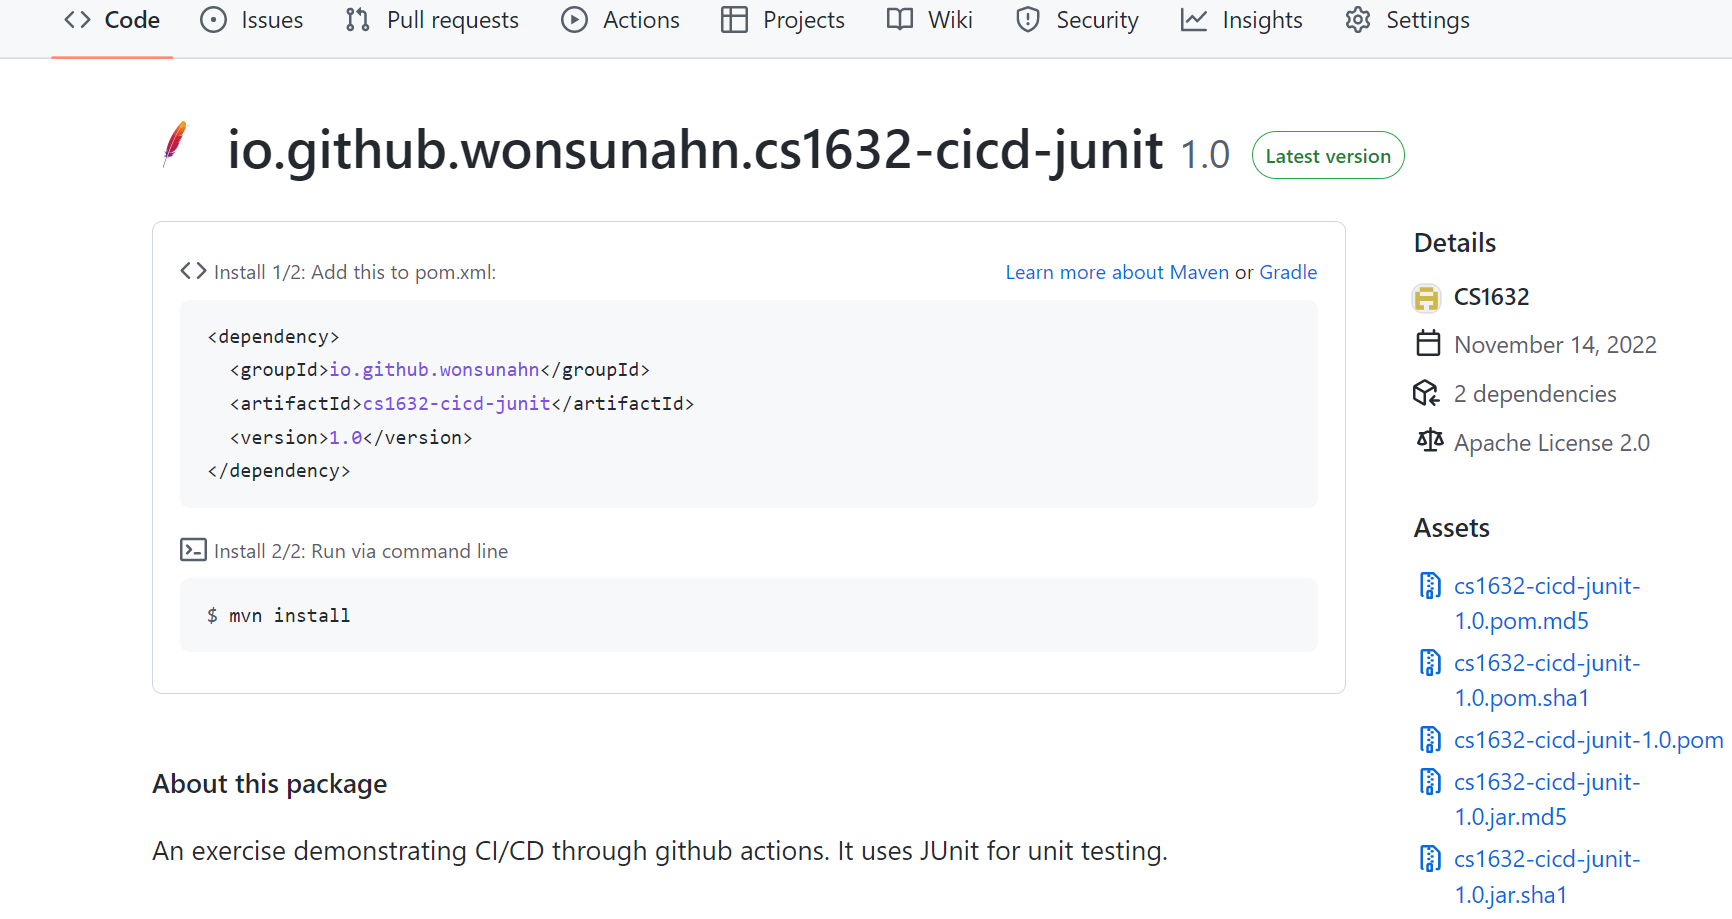 Code Issues Pull requests Actions Projects Wiki Security Insights Settings
io.github.wonsunahn.cs1632-cicd-junit 1.0 Latest version
Install 1/2: Add this to pom.xml: Learn more about Maven or Gradle
<dependency>
  <groupId>io.github.wonsunahn</groupId>
  <artifactId>cs1632-cicd-junit</artifactId>
  <version>1.0</version>
</dependency>
Install 2/2: Run via command line
$ mvn install
About this package
An exercise demonstrating CI/CD through github actions. It uses JUnit for unit testing.
Details
CS1632
November 14, 2022
2 dependencies
Apache License 2.0
Assets
cs1632-cicd-junit-
1.0.pom.md5
cs1632-cicd-junit-
1.0.pom.sha1
cs1632-cicd-junit-1.0.pom
cs1632-cicd-junit-
1.0.jar.md5
cs1632-cicd-junit-
1.0.jar.sha1